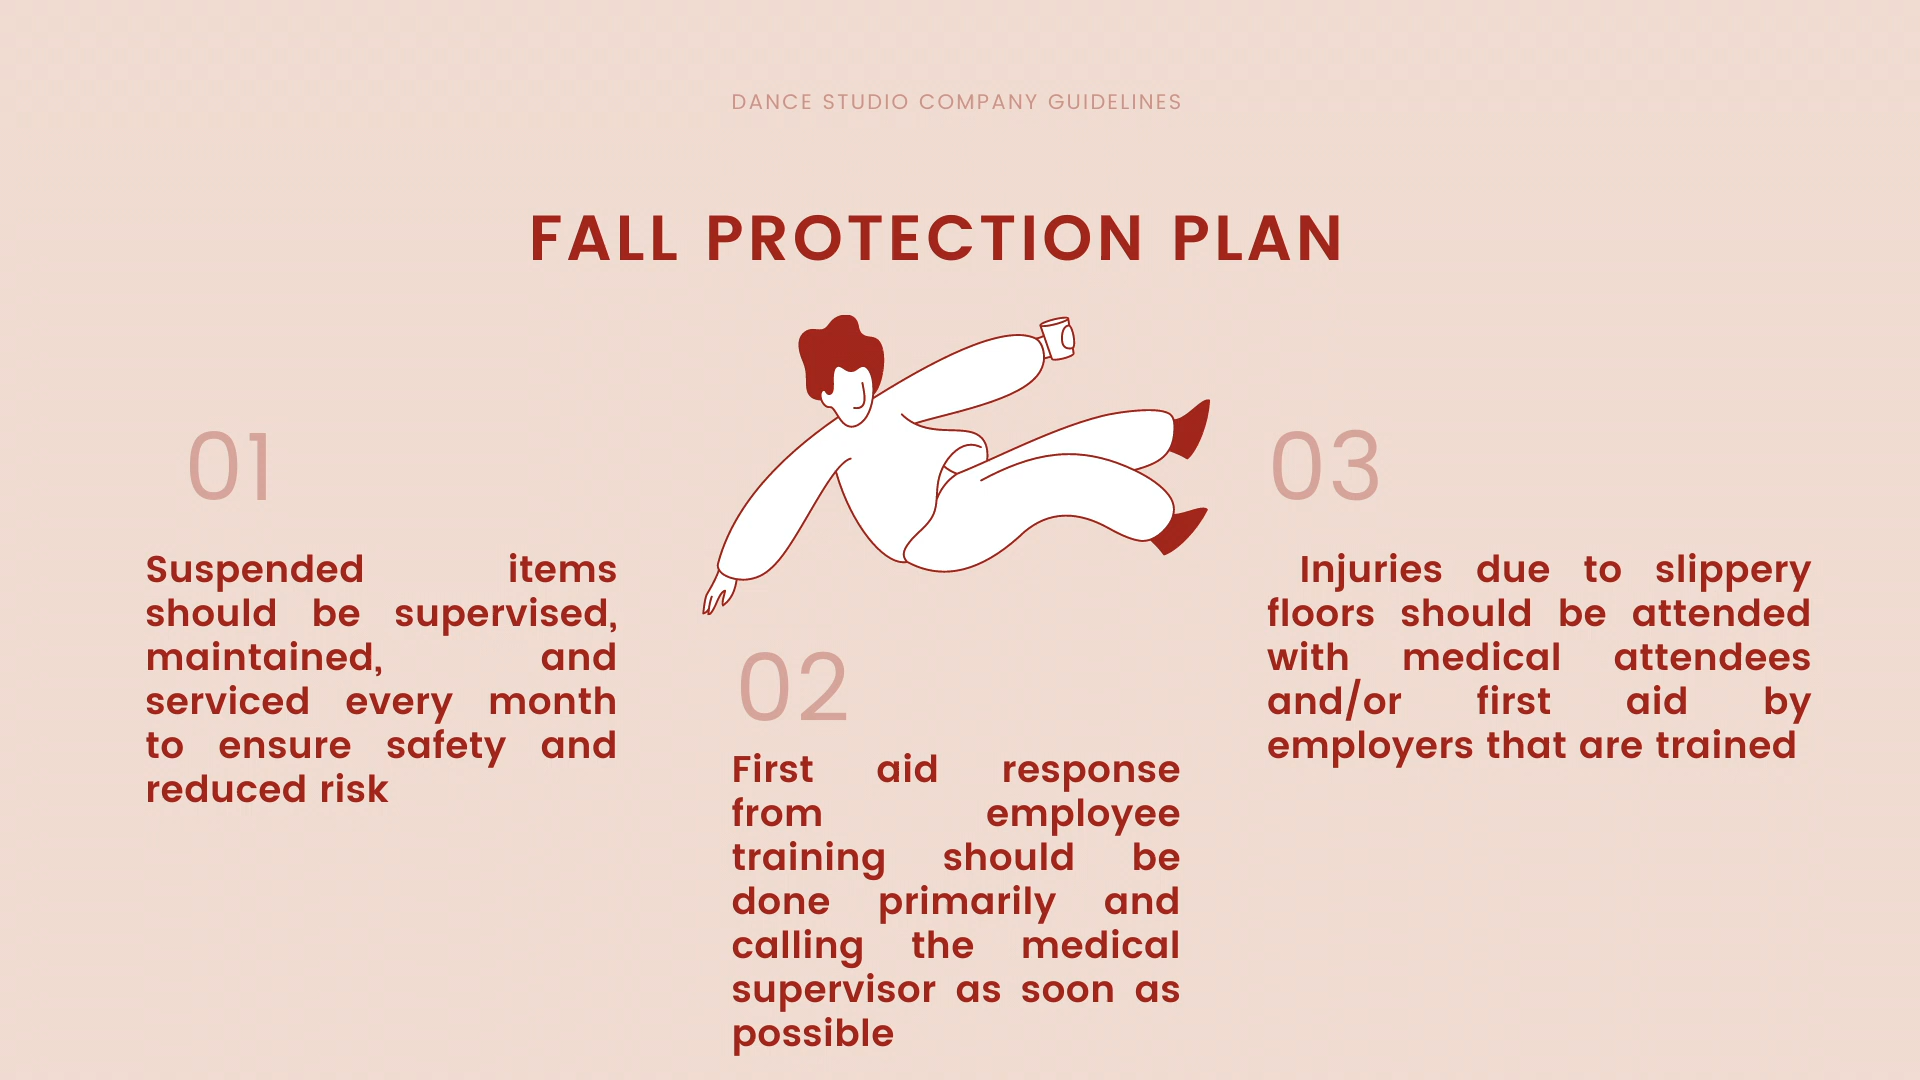 DANCE STUDIO COMPANY GUIDELINES
FALL PROTECTION PLAN
01
Suspended items
should be supervised,
maintained, and
serviced every month
to ensure safety and
reduced risk
02
First aid response
from employee
training should be
done primarily and
calling the medical
supervisor as soon as
possible
03
Injuries due to slippery
floors should be attended
with medical attendees
and/or first aid by
employers that are trained